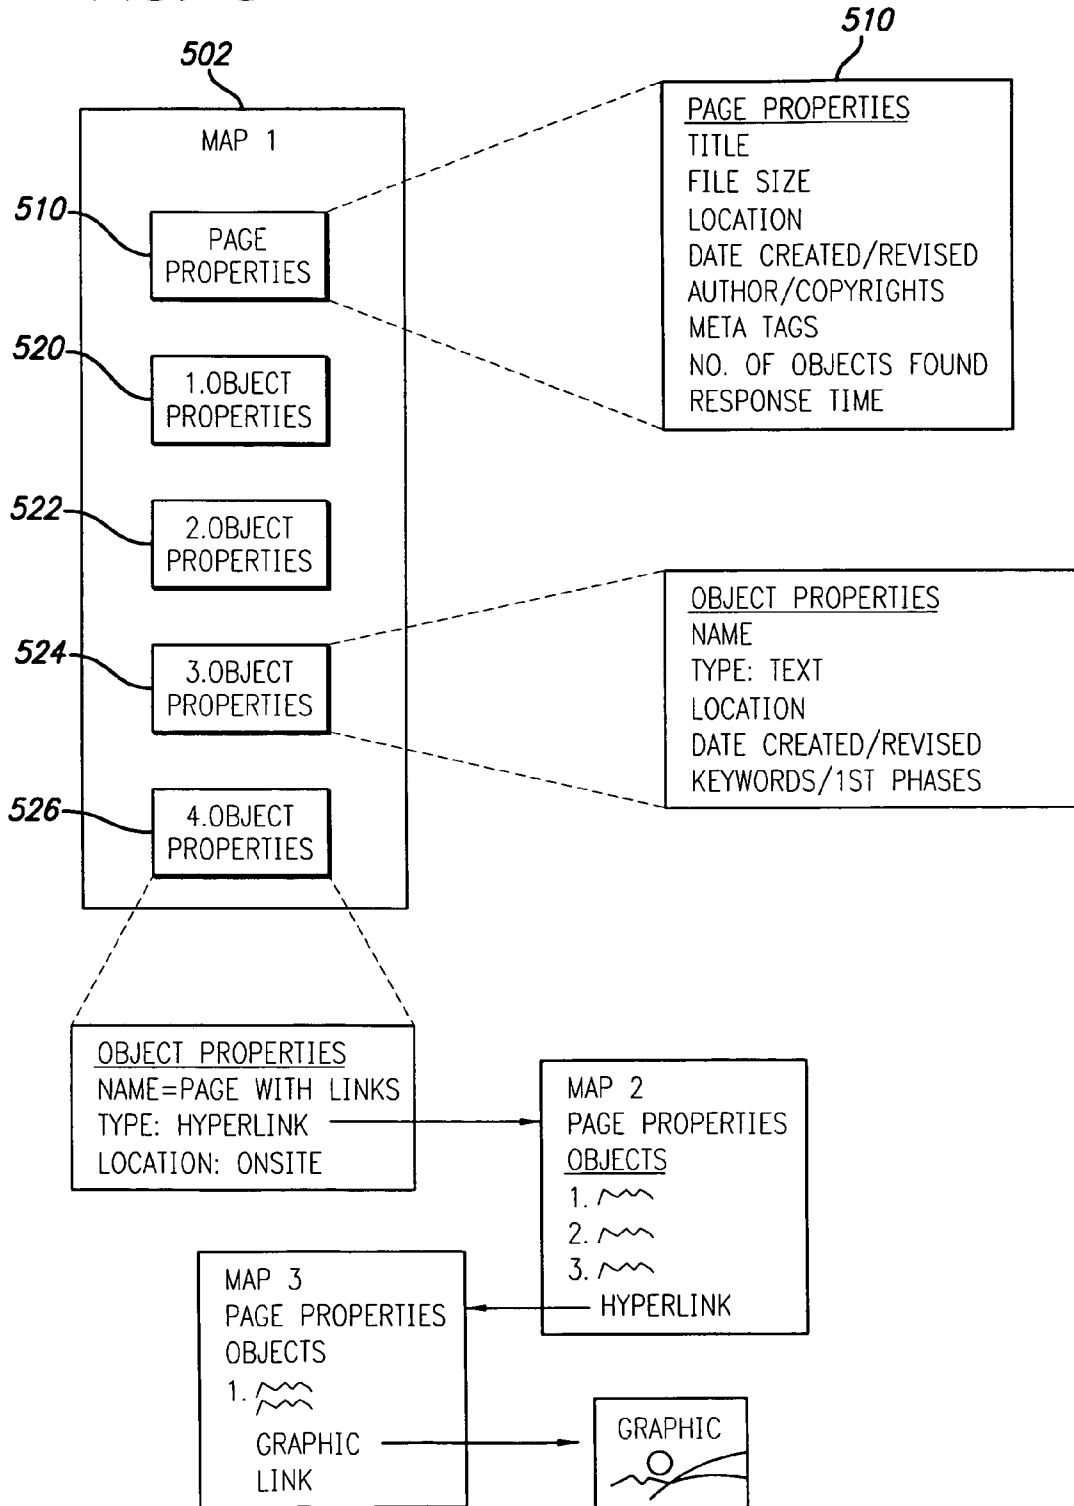 502
MAP 1
510
PAGE
PROPERTIES
520
1.OBJECT
PROPERTIES
522
2.OBJECT
PROPERTIES
524
3.OBJECT
PROPERTIES
526
4.OBJECT
PROPERTIES
510
PAGE PROPERTIES
TITLE
FILE SIZE
LOCATION
DATE CREATED/REVISED
AUTHOR/COPYRIGHTS
META TAGS
NO. OF OBJECTS FOUND
RESPONSE TIME
OBJECT PROPERTIES
NAME
TYPE: TEXT
LOCATION
DATE CREATED/REVISED
KEYWORDS/1ST PHASES
OBJECT PROPERTIES
NAME=PAGE WITH LINKS
TYPE: HYPERLINK
LOCATION: ONSITE
MAP 2
PAGE PROPERTIES
OBJECTS
1.
2.
3.
HYPERLINK
MAP 3
PAGE PROPERTIES
OBJECTS
1.
GRAPHIC
LINK
GRAPHIC